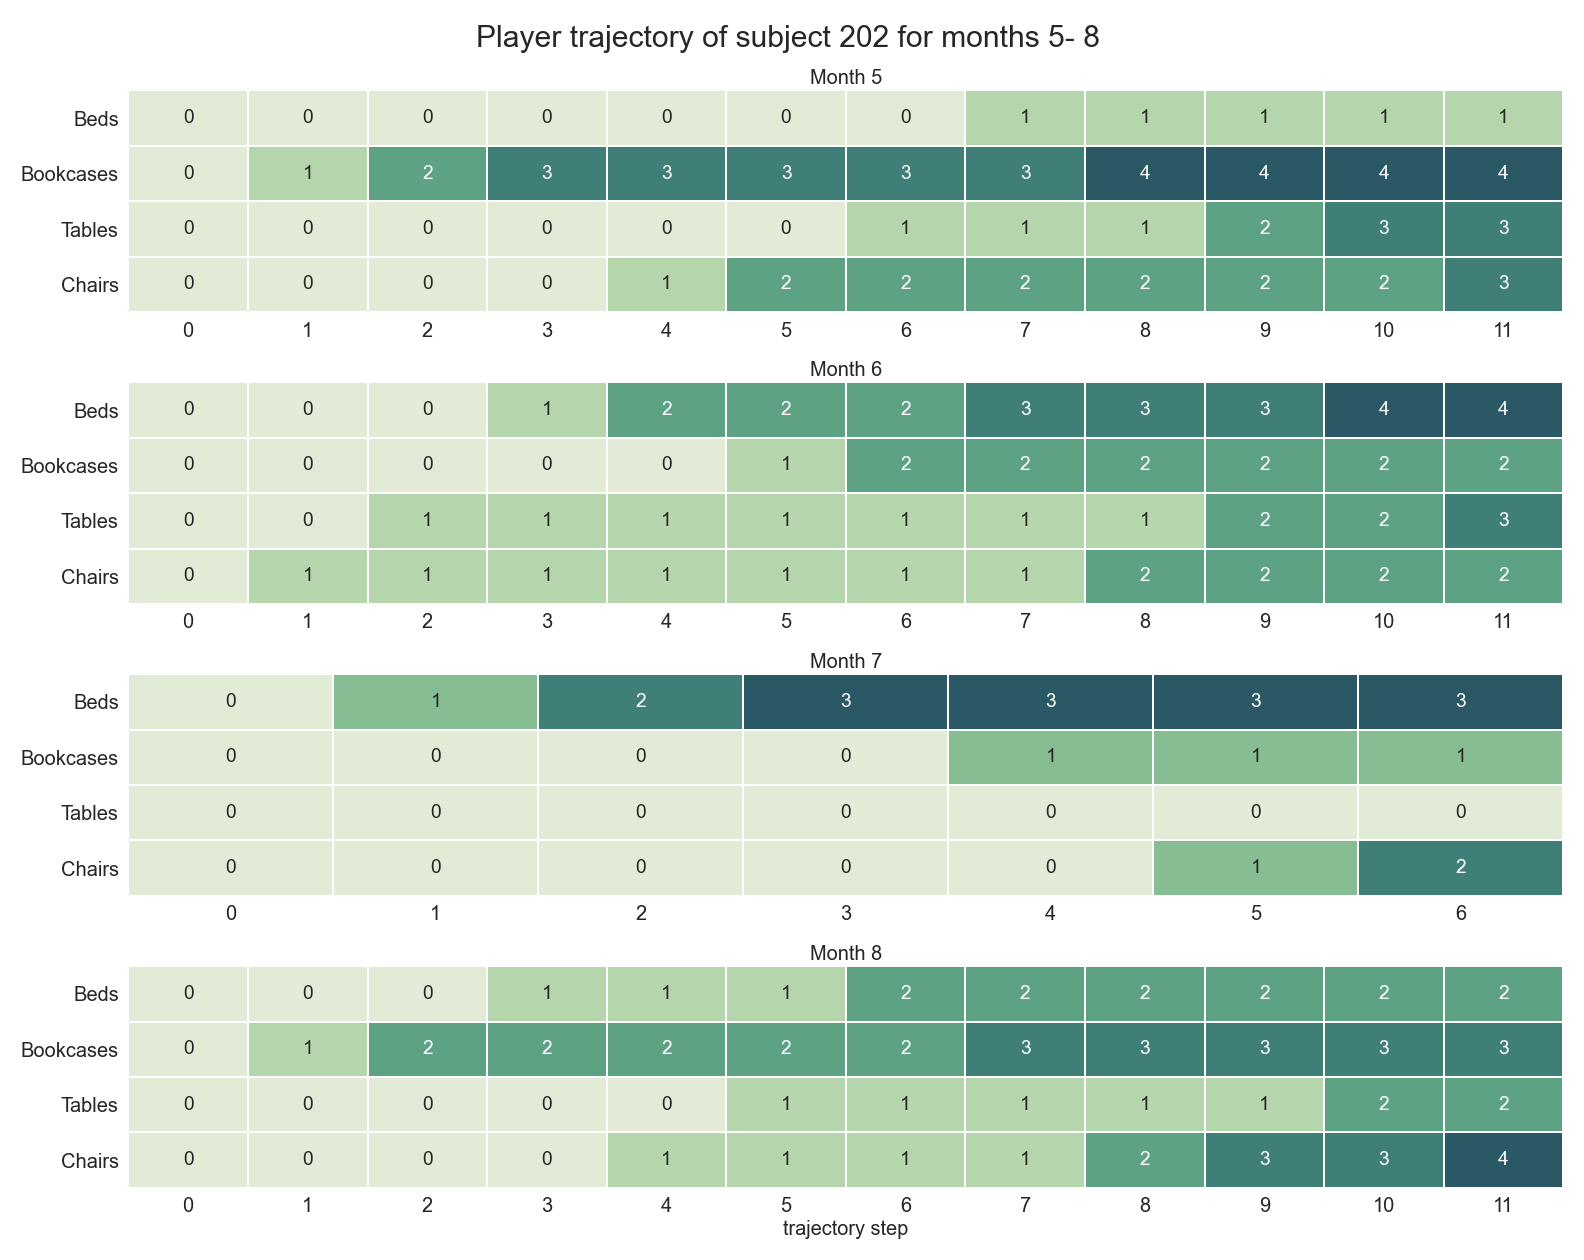 Player trajectory of subject 202 for months 5- 8
Month 5
Beds 0 0 0 0 0 0 0 1 1 1 1 1
Bookcases 0 1 2 3 3 3 3 3 4 4 4 4
Tables 0 0 0 0 0 0 1 1 1 2 3 3
Chairs 0 0 0 0 1 2 2 2 2 2 2 3
0 1 2 3 4 5 6 7 8 9 10 11
Month 6
Beds 0 0 0 1 2 2 2 3 3 3 4 4
Bookcases 0 0 0 0 0 1 2 2 2 2 2 2
Tables 0 0 1 1 1 1 1 1 1 2 2 3
Chairs 0 1 1 1 1 1 1 1 2 2 2 2
0 1 2 3 4 5 6 7 8 9 10 11
Month 7
Beds 0 1 2 3 3 3 3
Bookcases 0 0 0 0 1 1 1
Tables 0 0 0 0 0 0 0
Chairs 0 0 0 0 0 1 2
0 1 2 3 4 5 6
Month 8
Beds 0 0 0 1 1 1 2 2 2 2 2 2
Bookcases 0 1 2 2 2 2 2 3 3 3 3 3
Tables 0 0 0 0 0 1 1 1 1 1 2 2
Chairs 0 0 0 0 1 1 1 1 2 3 3 4
0 1 2 3 4 5 6 7 8 9 10 11
trajectory step